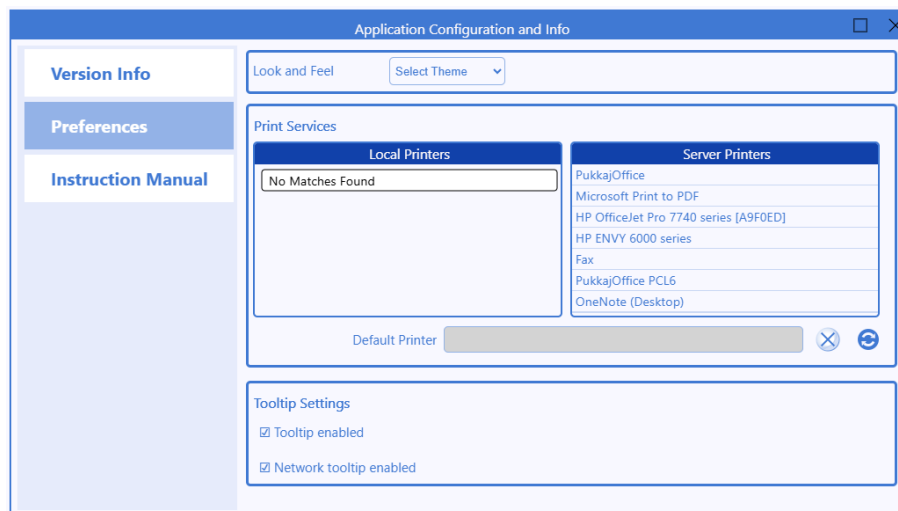 Application Configuration and Info
Version Info
Preferences
Instruction Manual
Look and Feel Select Theme
Print Services
Local Printers
No Matches Found
Server Printers
PukkajOffice
Microsoft Print to PDF
HP OfficeJet Pro 7740 series [A9F0ED]
HP ENVY 6000 series
Fax
PukkajOffice PCL6
OneNote (Desktop)
Default Printer
Tooltip Settings
Tooltip enabled
Network tooltip enabled